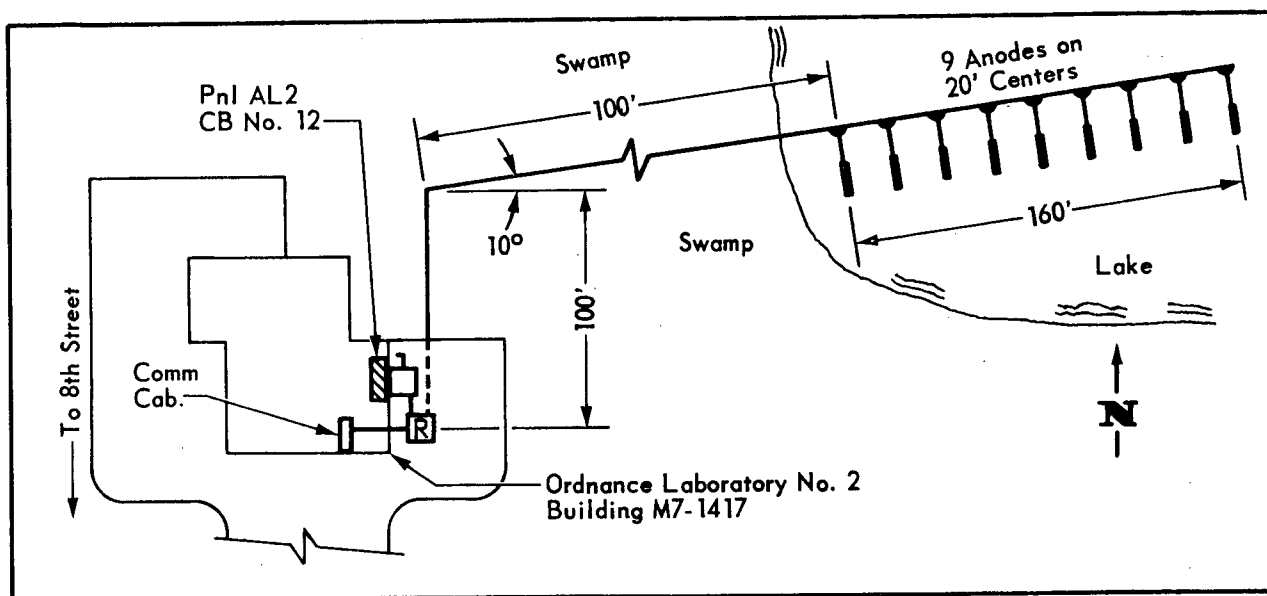 Swamp
9 Anodes on
20' Centers
Pnl AL2
CB No. 12
100'
10°
160'
Swamp
Lake
100'
To 8th Street
Comm
Cab.
R
N
Ordnance Laboratory No. 2
Building M7-1417